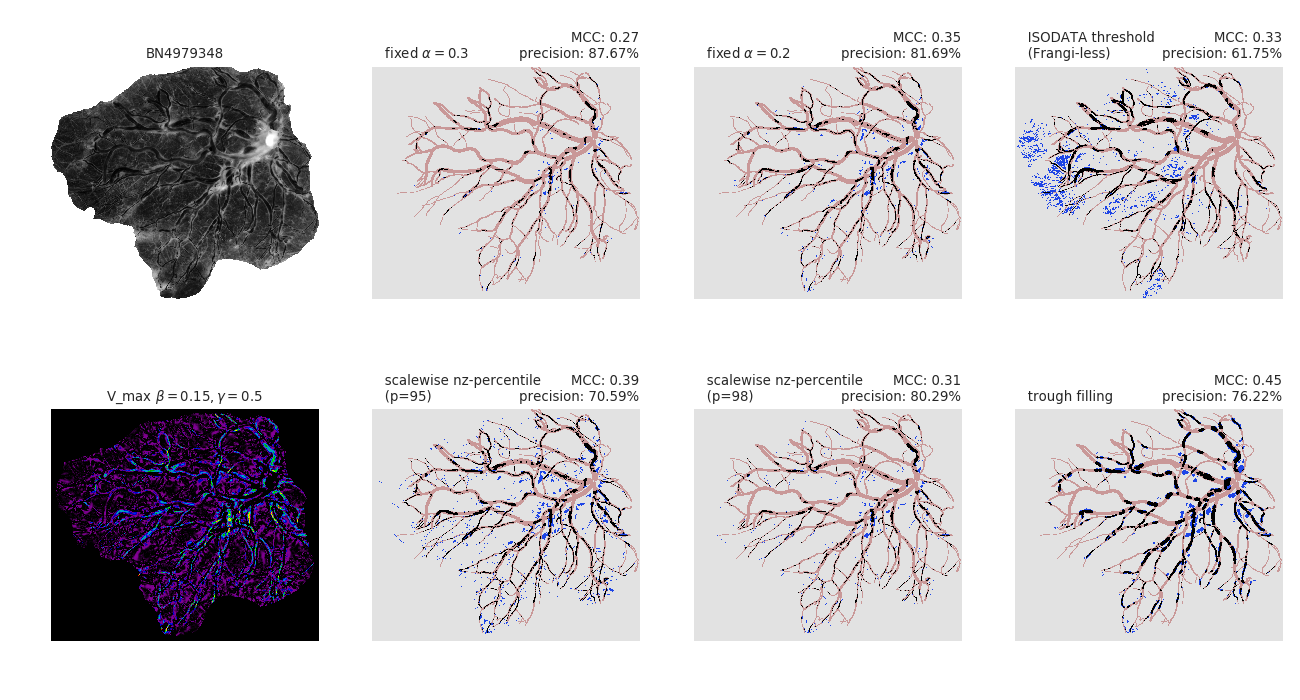 BN4979348
fixed α = 0.3
MCC: 0.27
precision: 87.67%
fixed α = 0.2
MCC: 0.35
precision: 81.69%
ISODATA threshold
(Frangi-less)
MCC: 0.33
precision: 61.75%
V_max β = 0.15, γ = 0.5
scalewise nz-percentile
(p=95)
MCC: 0.39
precision: 70.59%
scalewise nz-percentile
(p=98)
MCC: 0.31
precision: 80.29%
trough filling
MCC: 0.45
precision: 76.22%